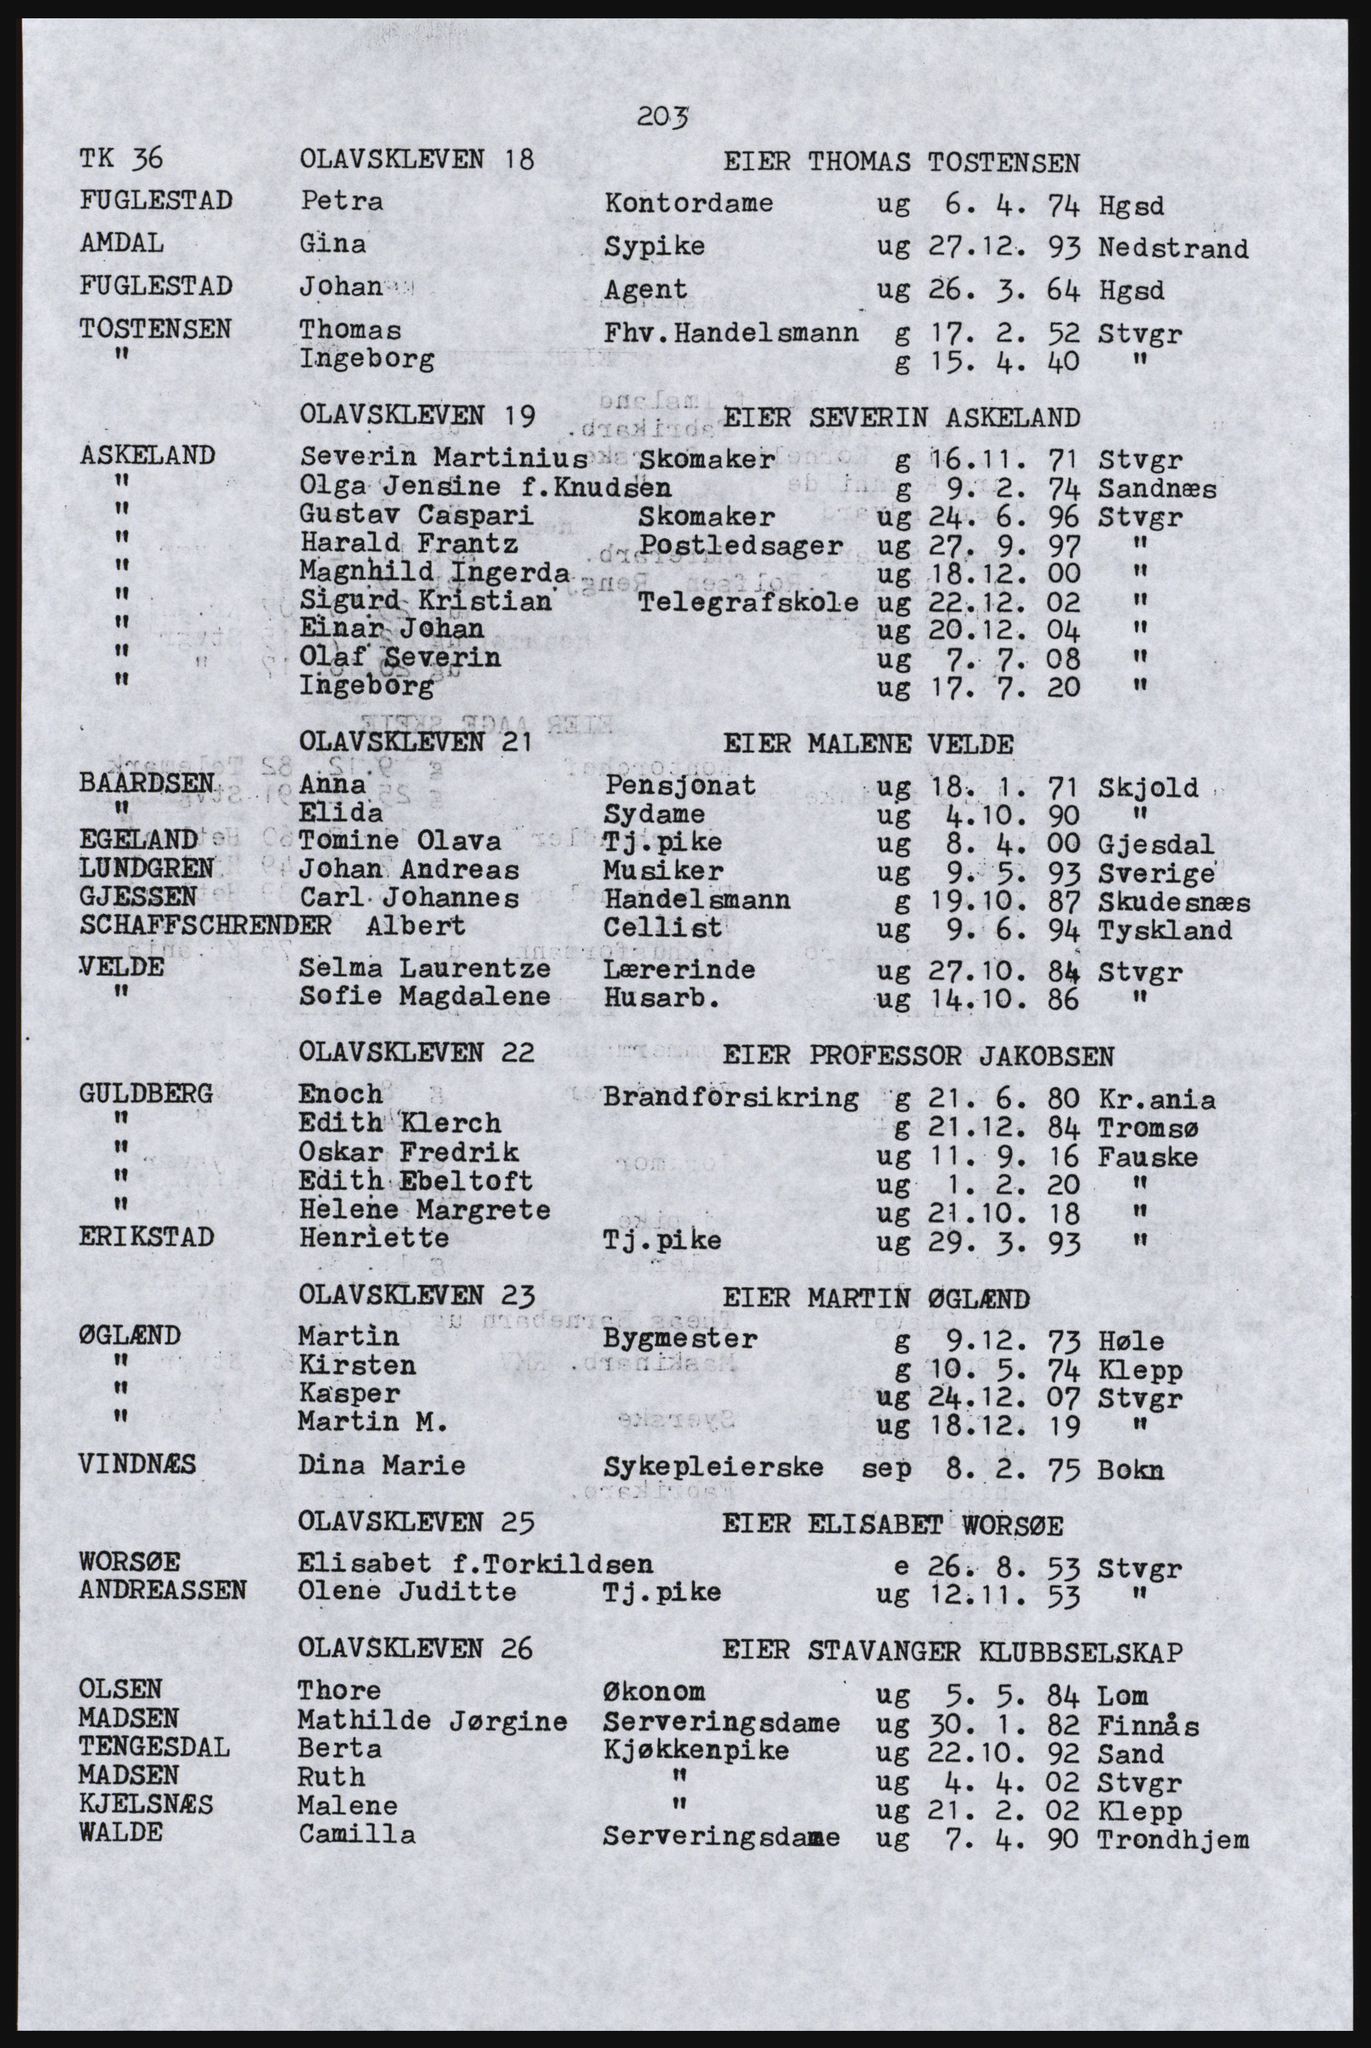 203
TK 36 OLAVSKLEVEN 18 EIER THOMAS TOSTENSEN
FUGLESTAD Petra Kontordame ug 6. 4. 74 Hgsd
AMDAL Gina Sypike ug 27.12. 93 Nedstrand
FUGLESTAD Johan Agent ug 26. 3. 64 Hgsd
TOSTENSEN Thomas Fhv.Handelsmann g 17. 2. 52 Stvgr
" Ingeborg g 15. 4. 40 "
OLAVSKLEVEN 19 EIER SEVERIN ASKELAND
ASKELAND Severin Martinius Skomaker g 16.11. 71 Stvgr
" Olga Jensine f.Knudsen g 9. 2. 74 Sandnæs
" Gustav Caspari Skomaker ug 24. 6. 96 Stvgr
" Harald Frantz Postledsager ug 27. 9. 97 "
" Magnhild Ingerda ug 18.12. 00 "
" Sigurd Kristian Telegrafskole ug 22.12. 02 "
" Einar Johan ug 20.12. 04 "
" Olaf Severin ug 7. 7. 08 "
" Ingeborg ug 17. 7. 20 "
OLAVSKLEVEN 21 EIER MALENE VELDE
BAARDSEN Anna Pensjonat ug 18. 1. 71 Skjold
" Elida Sydame ug 4.10. 90 "
EGELAND Tomine Olava Tj.pike ug 8. 4. 00 Gjesdal
LUNDGREN Johan Andreas Musiker ug 9. 5. 93 Sverige
GJESSEN Carl Johannes Handelsmann g 19.10. 87 Skudesnæs
SCHAFFSCHRENDER Albert Cellist ug 9. 6. 94 Tyskland
VELDE Selma Laurentze Lærerinde ug 27.10. 84 Stvgr
" Sofie Magdalene Husarb. ug 14.10. 86 "
OLAVSKLEVEN 22 EIER PROFESSOR JAKOBSEN
GULDBERG Enoch Brandforsikring g 21. 6. 80 Kr.ania
" Edith Klerch g 21.12. 84 Tromsø
" Oskar Fredrik ug 11. 9. 16 Fauske
" Edith Ebeltoft ug 1. 2. 20 "
" Helene Margrete ug 21.10. 18 "
ERIKSTAD Henriette Tj.pike ug 29. 3. 93 "
OLAVSKLEVEN 23 EIER MARTIN ØGLÆND
ØGLÆND Martin Bygmester g 9.12. 73 Høle
" Kirsten g 10. 5. 74 Klepp
" Kasper ug 24.12. 07 Stvgr
" Martin M. ug 18.12. 19 "
VINDNÆS Dina Marie Sykepleierske sep 8. 2. 75 Bokn
OLAVSKLEVEN 25 EIER ELISABET WORSØE
WORSØE Elisabet f.Torkildsen e 26. 8. 53 Stvgr
ANDREASSEN Olene Juditte Tj.pike ug 12.11. 53 "
OLAVSKLEVEN 26 EIER STAVANGER KLUBBSELSKAP
OLSEN Thore Økonom ug 5. 5. 84 Lom
MADSEN Mathilde Jørgine Serveringsdame ug 30. 1. 82 Finnås
TENGESDAL Berta Kjøkkenpike ug 22.10. 92 Sand
MADSEN Ruth " ug 4. 4. 02 Stvgr
KJELSNÆS Malene " ug 21. 2. 02 Klepp
WALDE Camilla Serveringsdame ug 7. 4. 90 Trondhjem